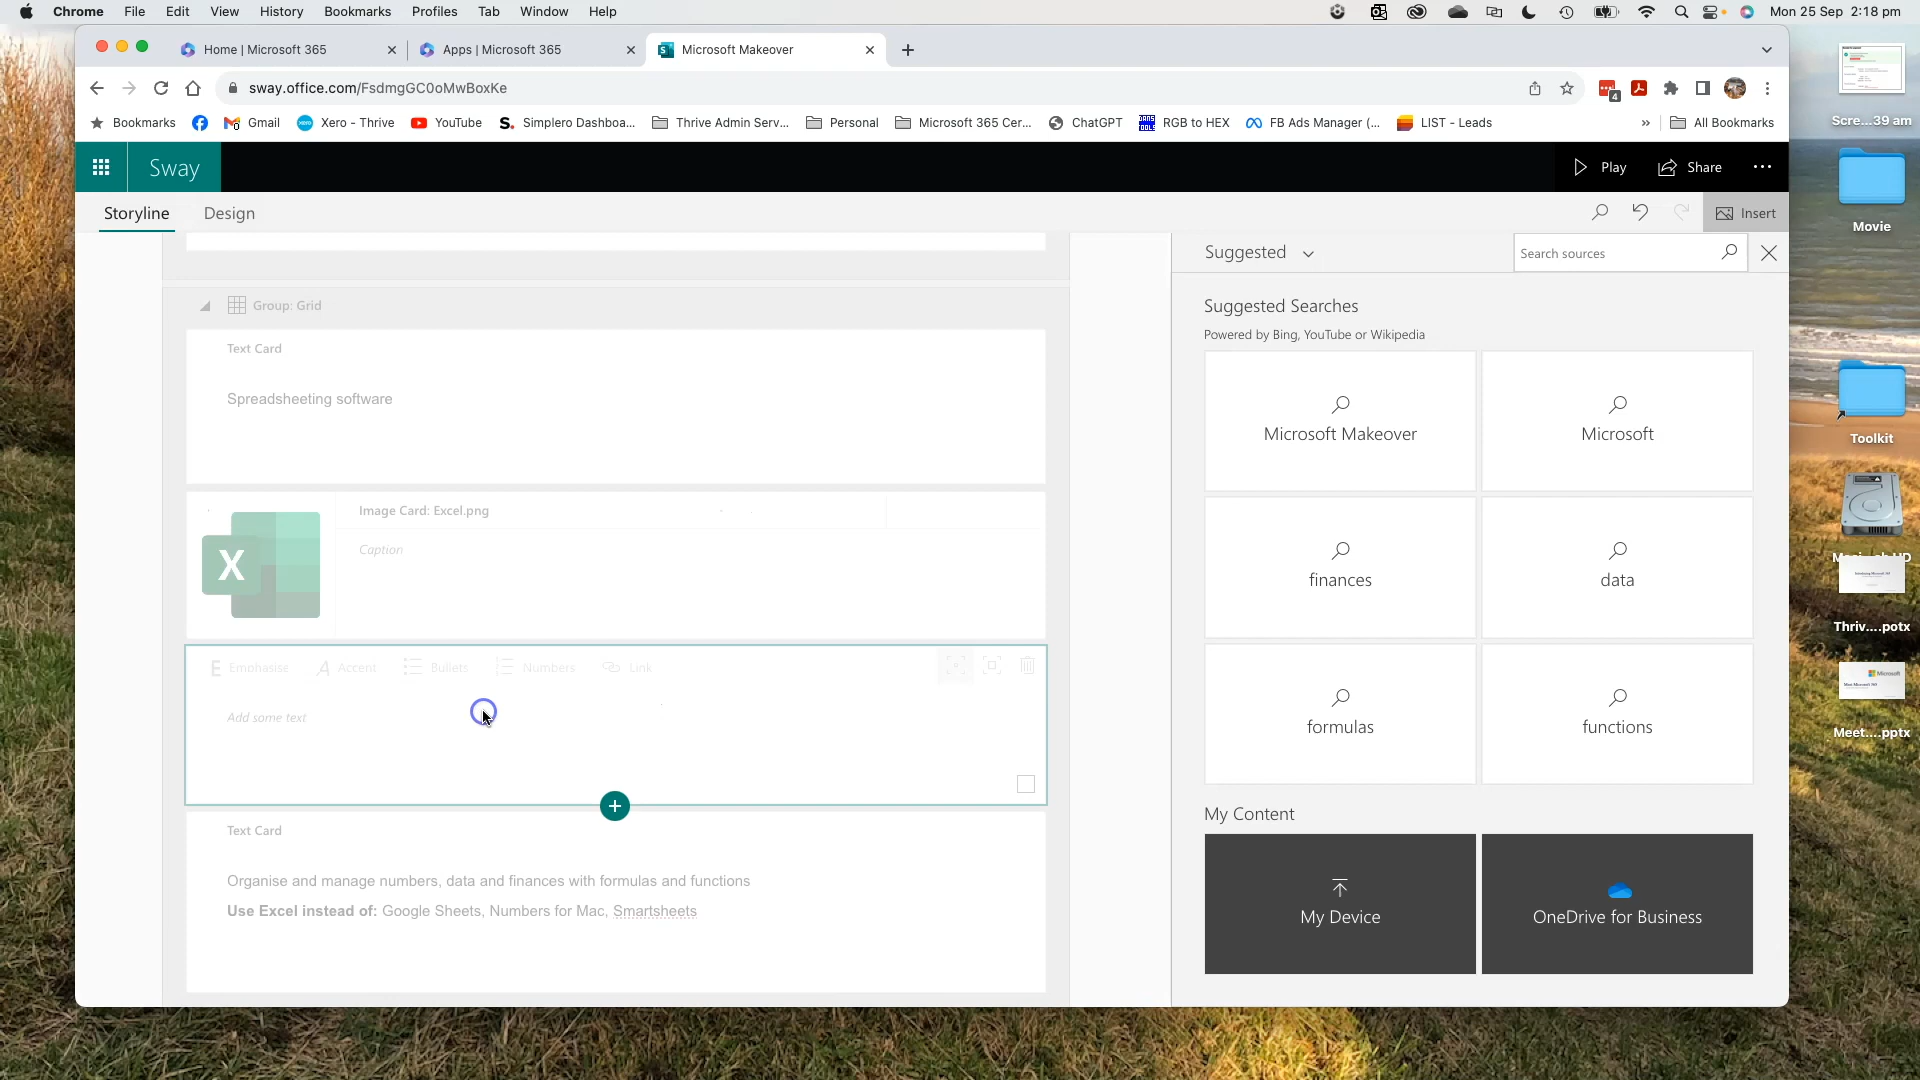 Chrome File Edit View History Bookmarks Profiles Tab Window Help
Mon 25 Sep 2:18 pm
Home | Microsoft 365
Apps | Microsoft 365
Microsoft Makeover
sway.office.com/FsdmgGC0oMwBoxKe
4
Bookmarks Gmail Xero - Thrive YouTube Simplero Dashboa... Thrive Admin Serv... Personal Microsoft 365 Cer... ChatGPT RGB to HEX FB Ads Manager (... LIST - Leads » All Bookmarks
Sway
Play Share
Storyline Design
Insert
Group: Grid
Text Card
Spreadsheeting software
X
Image Card: Excel.png
Caption
E Emphasise A Accent Bullets Numbers Link
Add some text
Text Card
Organise and manage numbers, data and finances with formulas and functions
Use Excel instead of: Google Sheets, Numbers for Mac, Smartsheets
Suggested
Search sources
Suggested Searches
Powered by Bing, YouTube or Wikipedia
Microsoft Makeover
Microsoft
finances
data
formulas
functions
My Content
My Device
OneDrive for Business
Scre...39 am
Movie
Toolkit
Thriv....potx
Meet....pptx